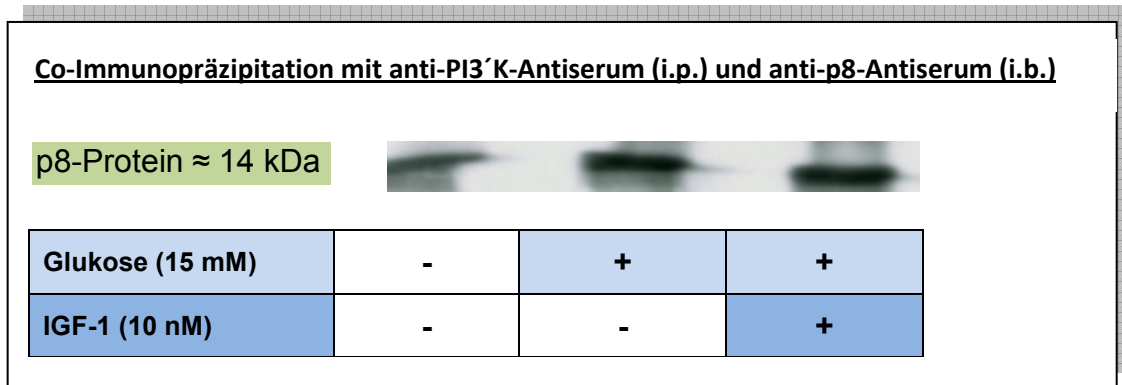 Co-Immunopräzipitation mit anti-PI3´K-Antiserum (i.p.) und anti-p8-Antiserum (i.b.)
p8-Protein ≈ 14 kDa
Glukose (15 mM) - + +
IGF-1 (10 nM) - - +